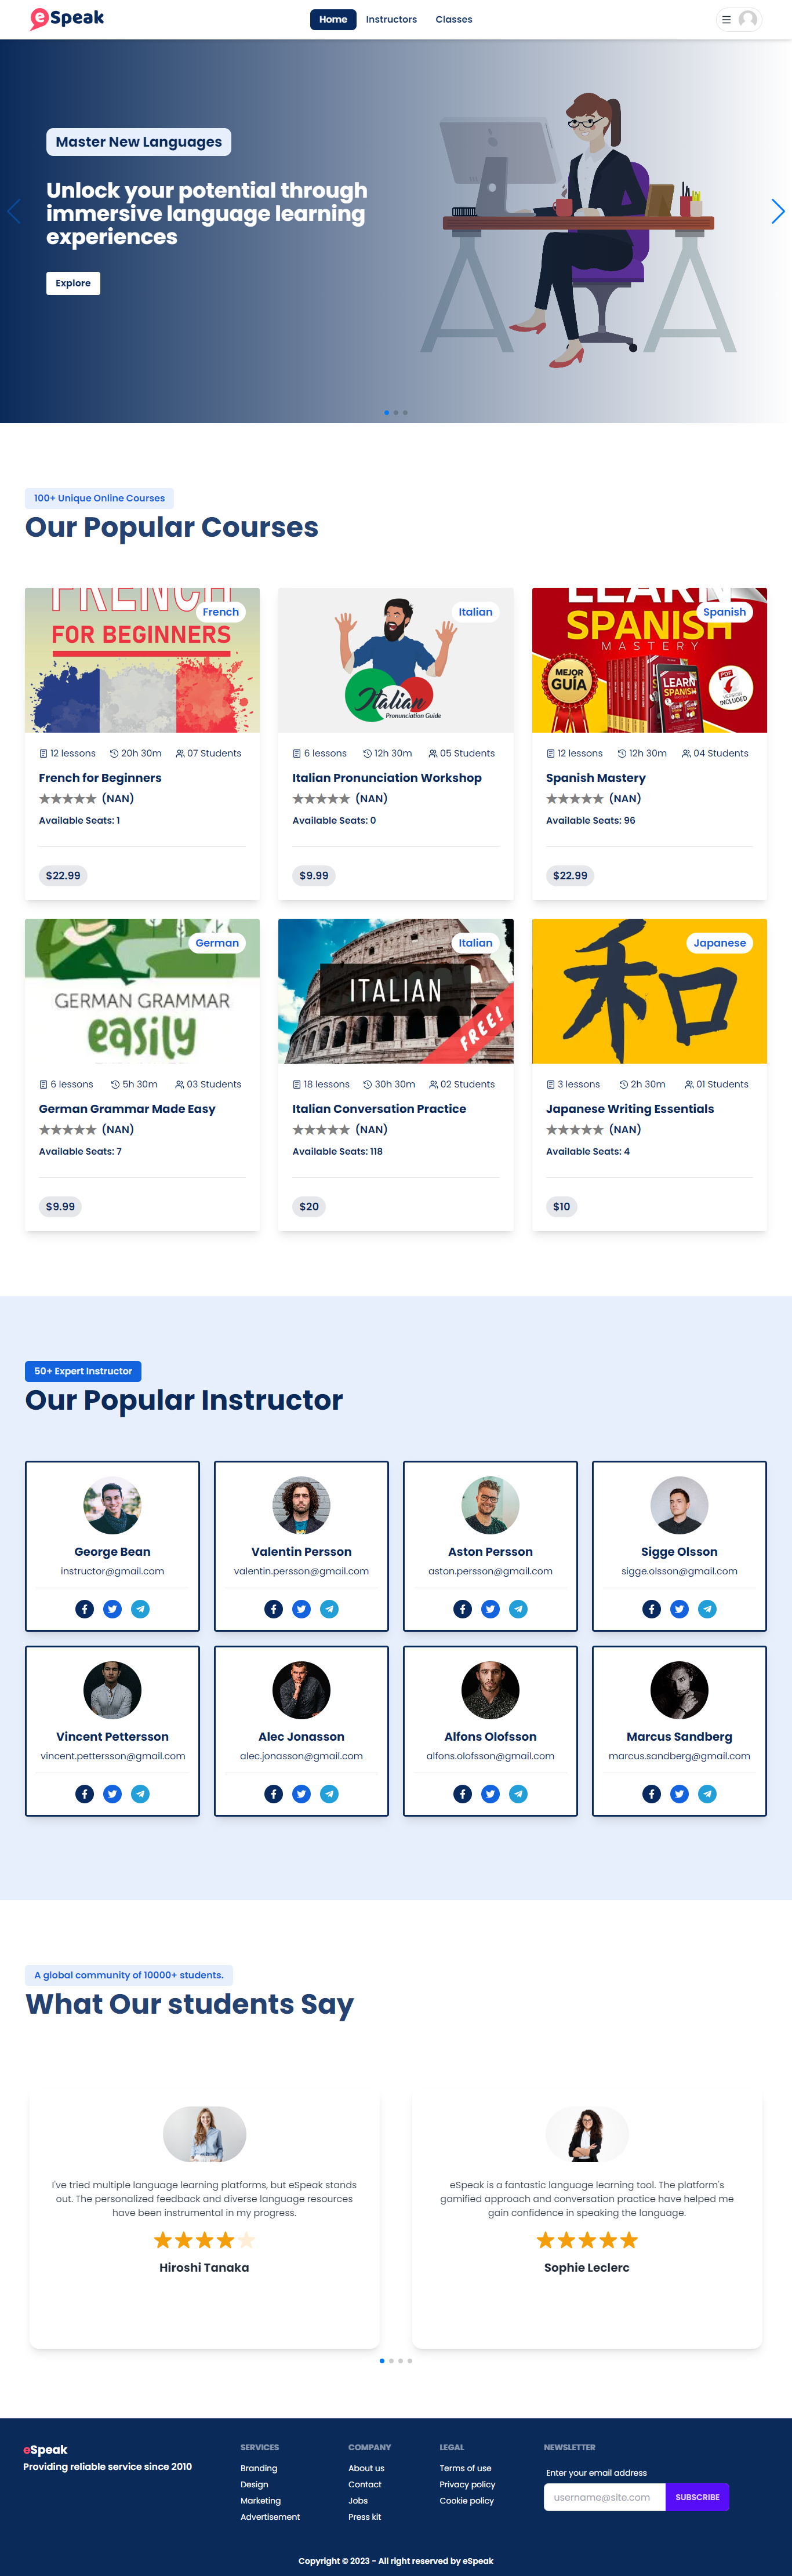 eSpeak
Home Instructors Classes
Master New Languages
Unlock your potential through
immersive language learning
experiences
Explore
100+ Unique Online Courses
Our Popular Courses
FRENCH
FOR BEGINNERS
French
12 lessons 20h 30m 07 Students
French for Beginners
(NAN)
Available Seats: 1
$22.99
Italian
Italian
Pronunciation Guide
6 lessons 12h 30m 05 Students
Italian Pronunciation Workshop
(NAN)
Available Seats: 0
$9.99
LEARN
Spanish
SPANISH
MASTERY
MEJOR
GUÍA
LEARN
SPANISH
PDF
VERSION
INCLUDED
12 lessons 12h 30m 04 Students
Spanish Mastery
(NAN)
Available Seats: 96
$22.99
German
GERMAN GRAMMAR
easily
6 lessons 5h 30m 03 Students
German Grammar Made Easy
(NAN)
Available Seats: 7
$9.99
Italian
ITALIAN
FREE!
18 lessons 30h 30m 02 Students
Italian Conversation Practice
(NAN)
Available Seats: 118
$20
Japanese
和
3 lessons 2h 30m 01 Students
Japanese Writing Essentials
(NAN)
Available Seats: 4
$10
50+ Expert Instructor
Our Popular Instructor
George Bean
instructor@gmail.com
Valentin Persson
valentin.persson@gmail.com
Aston Persson
aston.persson@gmail.com
Sigge Olsson
sigge.olsson@gmail.com
Vincent Pettersson
vincent.pettersson@gmail.com
Alec Jonasson
alec.jonasson@gmail.com
Alfons Olofsson
alfons.olofsson@gmail.com
Marcus Sandberg
marcus.sandberg@gmail.com
A global community of 10000+ students.
What Our students Say
I've tried multiple language learning platforms, but eSpeak stands
out. The personalized feedback and diverse language resources
have been instrumental in my progress.
Hiroshi Tanaka
eSpeak is a fantastic language learning tool. The platform's
gamified approach and conversation practice have helped me
gain confidence in speaking the language.
Sophie Leclerc
eSpeak
Providing reliable service since 2010
SERVICES
Branding
Design
Marketing
Advertisement
COMPANY
About us
Contact
Jobs
Press kit
LEGAL
Terms of use
Privacy policy
Cookie policy
NEWSLETTER
Enter your email address
username@site.com SUBSCRIBE
Copyright © 2023 - All right reserved by eSpeak